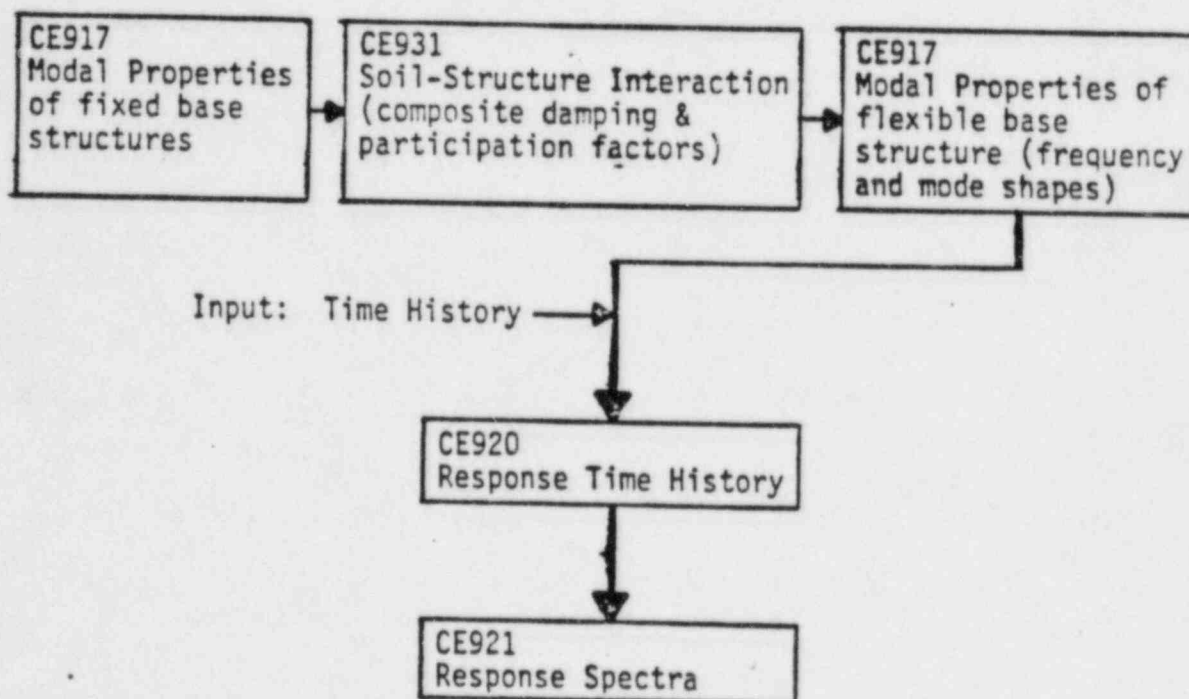 CE917
Modal Properties
of fixed base
structures
CE931
Soil-Structure Interaction
(composite damping &
participation factors)
CE917
Modal Properties of
flexible base
structure (frequency
and mode shapes)
Input: Time History
CE920
Response Time History
CE921
Response Spectra